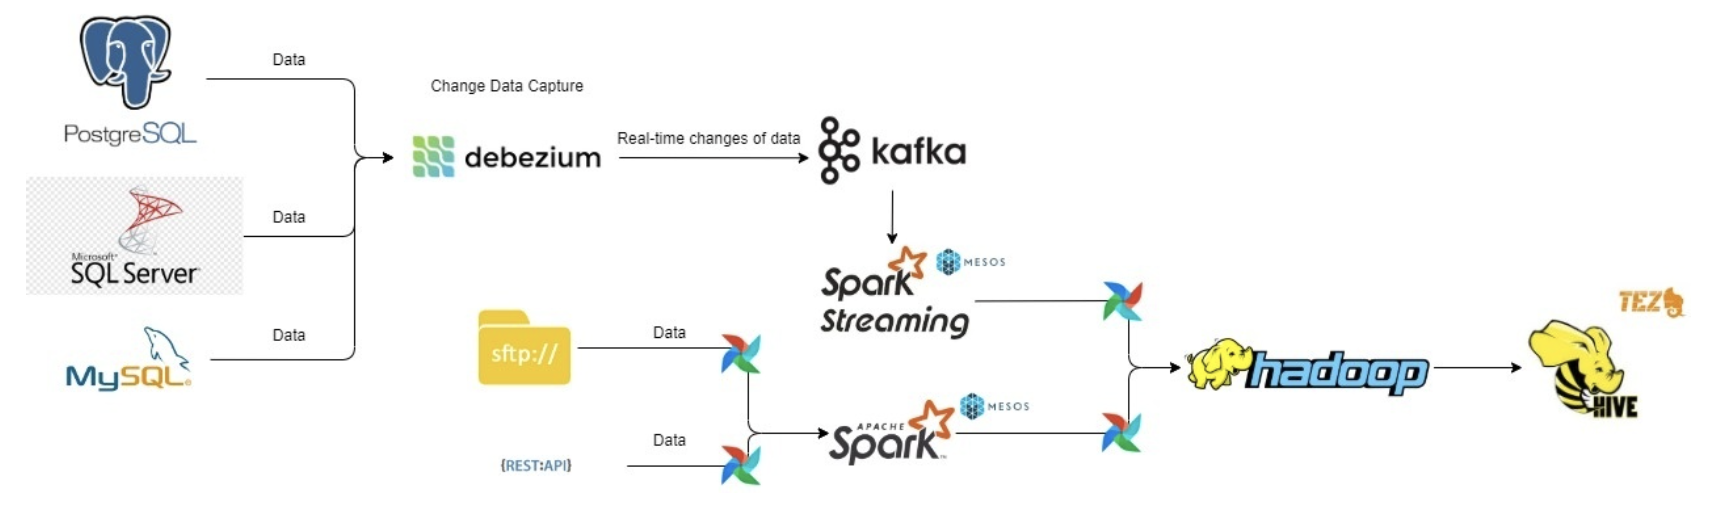 Data
Change Data Capture
PostgreSQL
debezium
Real-time changes of data
kafka
Data
Microsoft®
SQL Server
Spark
Streaming
MESOS
TEZ
Data
MySQL®
sftp://
Data
hadoop
HIVE
Data
{REST:API}
APACHE
Spark™
MESOS